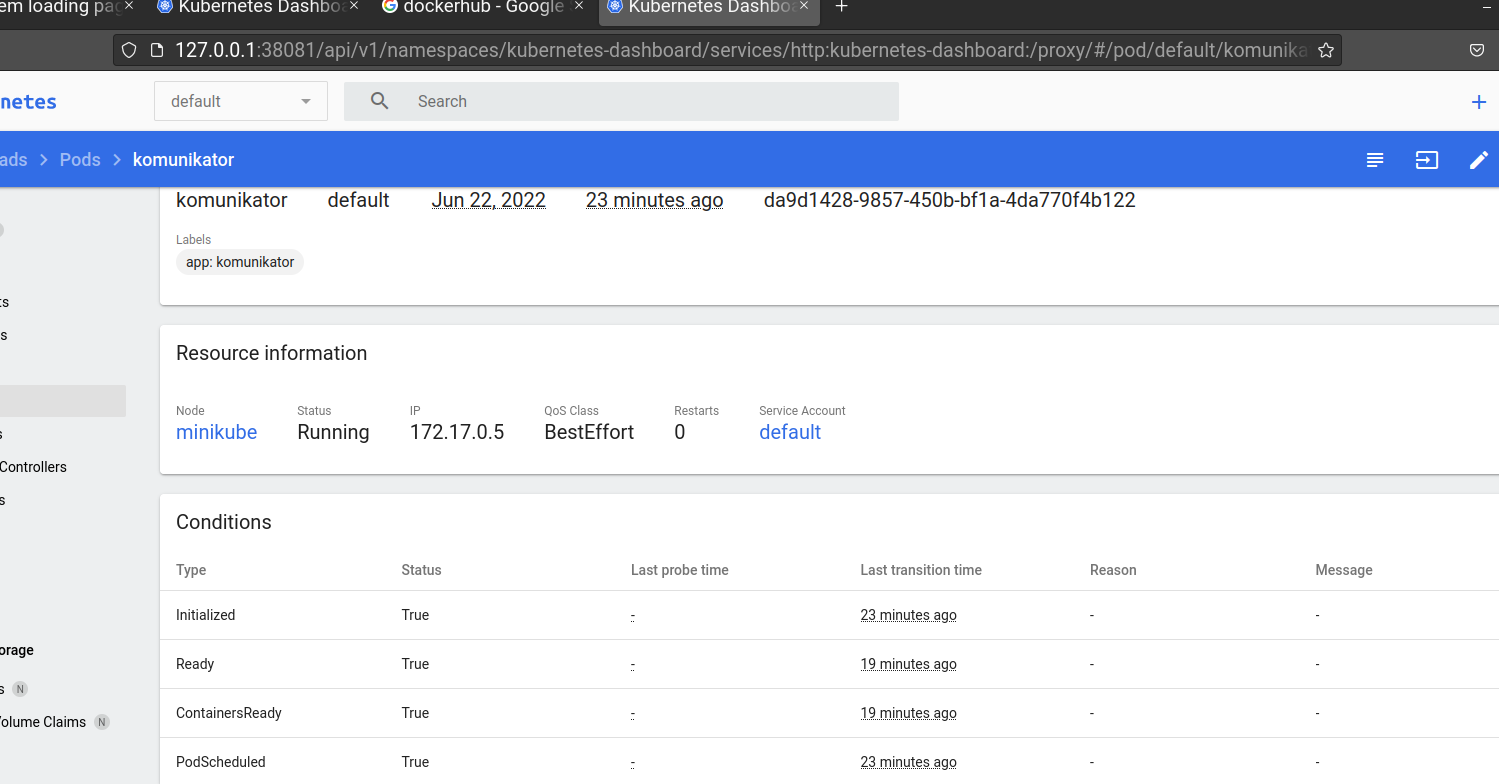 em loading pag × Kubernetes Dashboa × dockerhub - Google S × Kubernetes Dashboa × +
127.0.0.1:38081/api/v1/namespaces/kubernetes-dashboard/services/http:kubernetes-dashboard:/proxy/#/pod/default/komunika
netes default Search +
ads > Pods > komunikator
komunikator default Jun 22, 2022 23 minutes ago da9d1428-9857-450b-bf1a-4da770f4b122
Labels
app: komunikator
ts
s
Resource information
Node Status IP QoS Class Restarts Service Account
minikube Running 172.17.0.5 BestEffort 0 default
s
Controllers
s
Conditions
Type Status Last probe time Last transition time Reason Message
Initialized True - 23 minutes ago - -
orage
Ready True - 19 minutes ago - -
s N
ContainersReady True - 19 minutes ago - -
Volume Claims N
PodScheduled True - 23 minutes ago - -